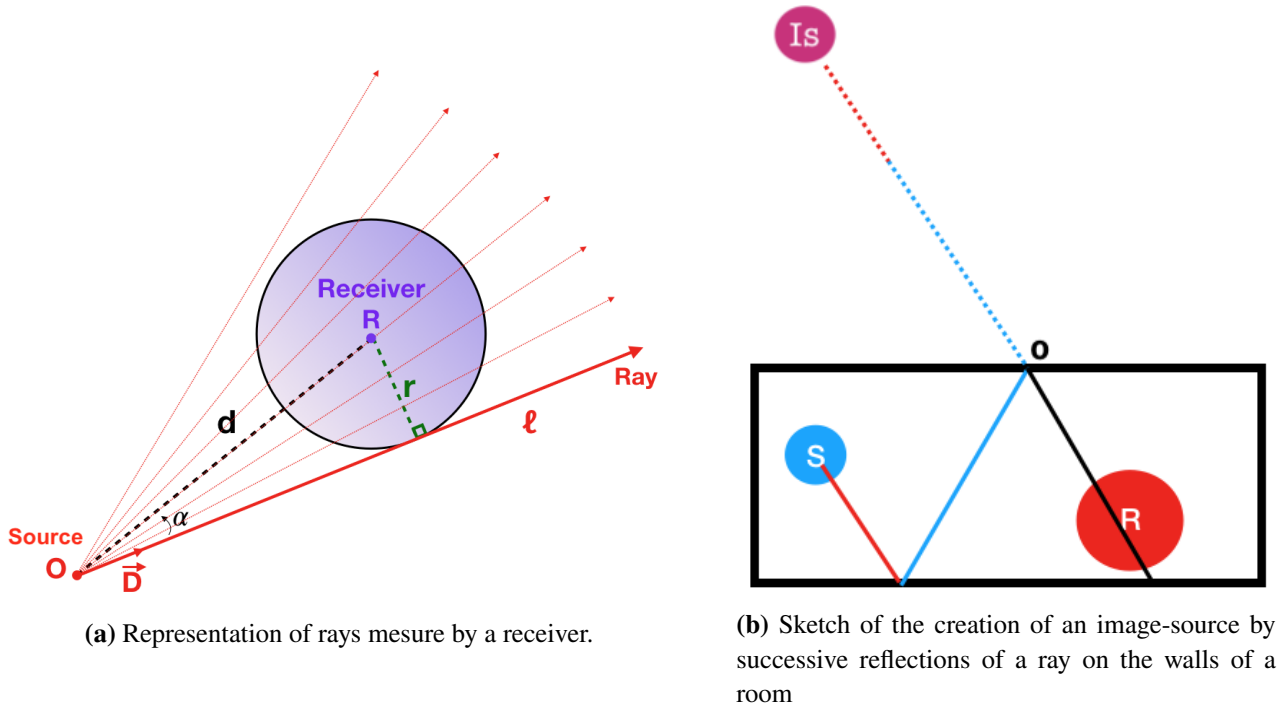 Receiver
R
r
d
Ray
ℓ
α
Source
O
D
(a) Representation of rays mesure by a receiver.
Is
o
S
R
(b) Sketch of the creation of an image-source by
successive reflections of a ray on the walls of a
room